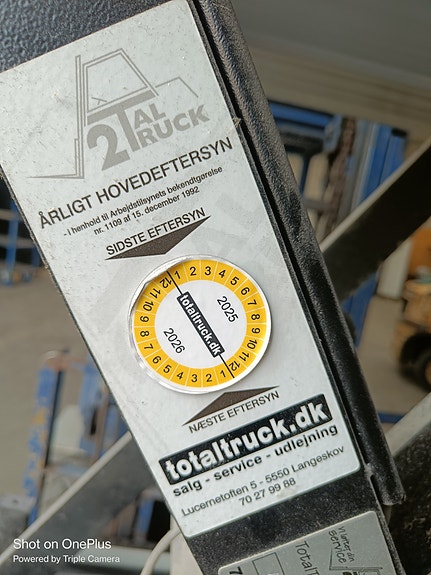 2TAL
TRUCK
ÅRLIGT HOVEDEFTERSYN
- i henhold til Arbejdstilsynets bekendtgørelse
nr. 1109 af 15. december 1992
SIDSTE EFTERSYN
1 2 3 4 5 6 7 8 9 10 11 12
2025
totaltruck.dk
2026
1 2 3 4 5 6 7 8 9 10 11 12
NÆSTE EFTERSYN
totaltruck.dk
salg - service - udlejning
Lucernetoften 5 - 5550 Langeskov
70 27 99 88
Total
service
Shot on OnePlus
Powered by Triple Camera